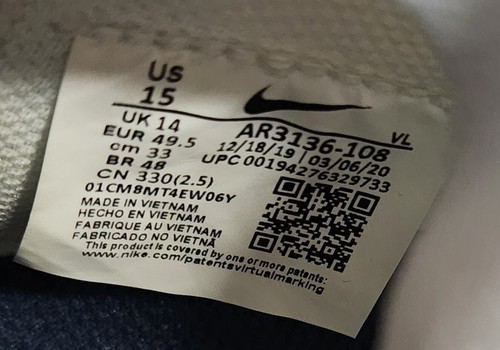 US
15
UK 14
EUR 49.5
cm 33
BR 48
CN 330(2.5)
01CM8MT4EW06Y
AR3136-108
VL
12/18/19 | 03/06/20
UPC 00194276329733
MADE IN VIETNAM
HECHO EN VIETNAM
FABRIQUE AU VIETNAM
FABRICADO NO VIETNÃ
This product is covered by one or more patents:
www.nike.com/patentsvirtualmarking